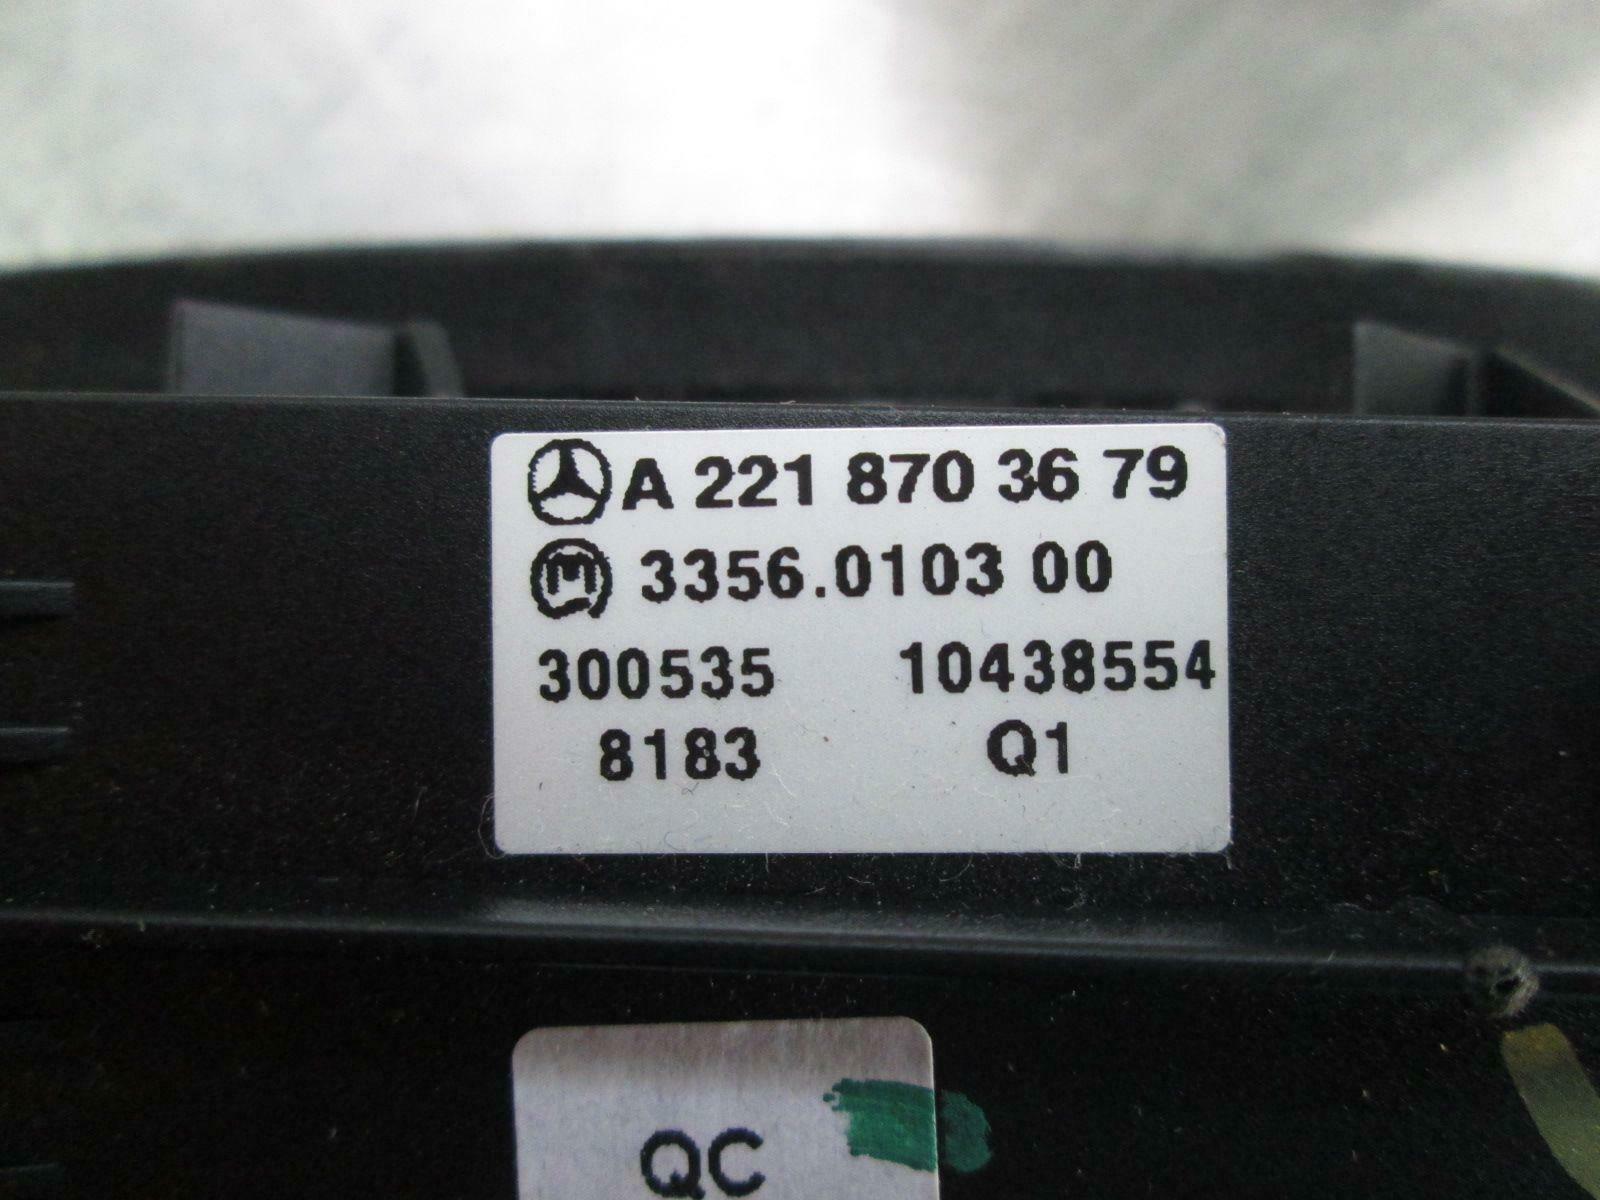 A 221 870 36 79
M 3356.0103 00
300535 10438554
8183 Q1
QC